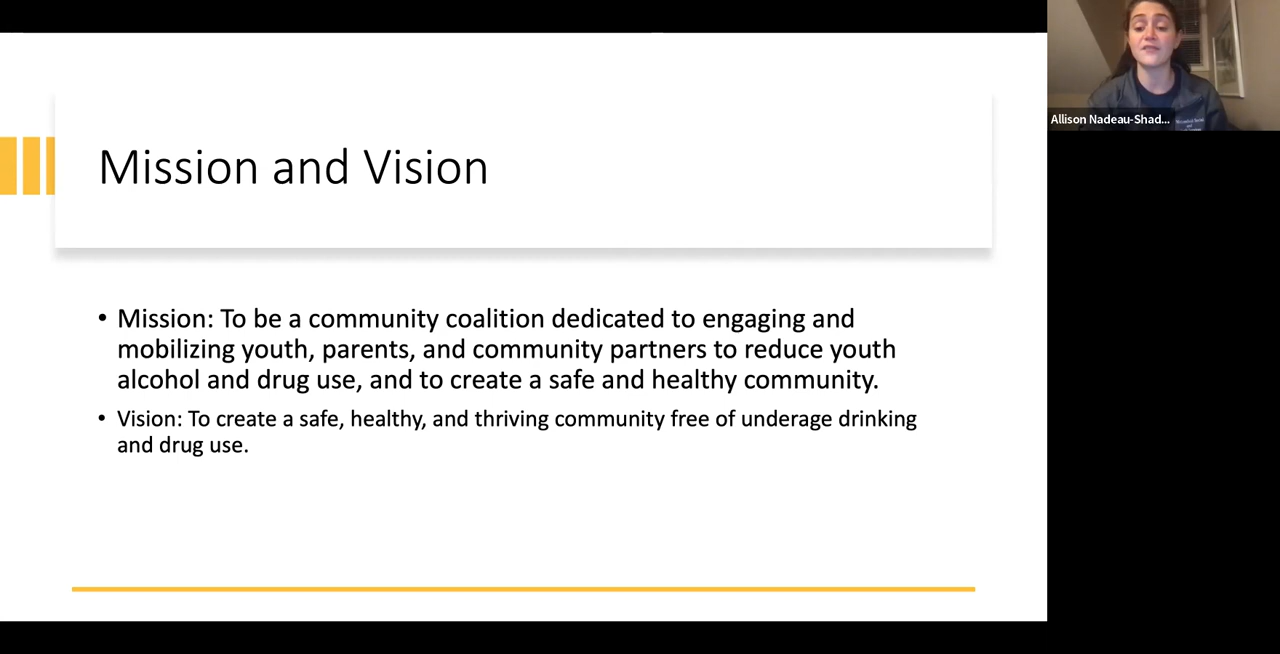 Mission and Vision
• Mission: To be a community coalition dedicated to engaging and
mobilizing youth, parents, and community partners to reduce youth
alcohol and drug use, and to create a safe and healthy community.
• Vision: To create a safe, healthy, and thriving community free of underage drinking
and drug use.
Allison Nadeau-Shad...